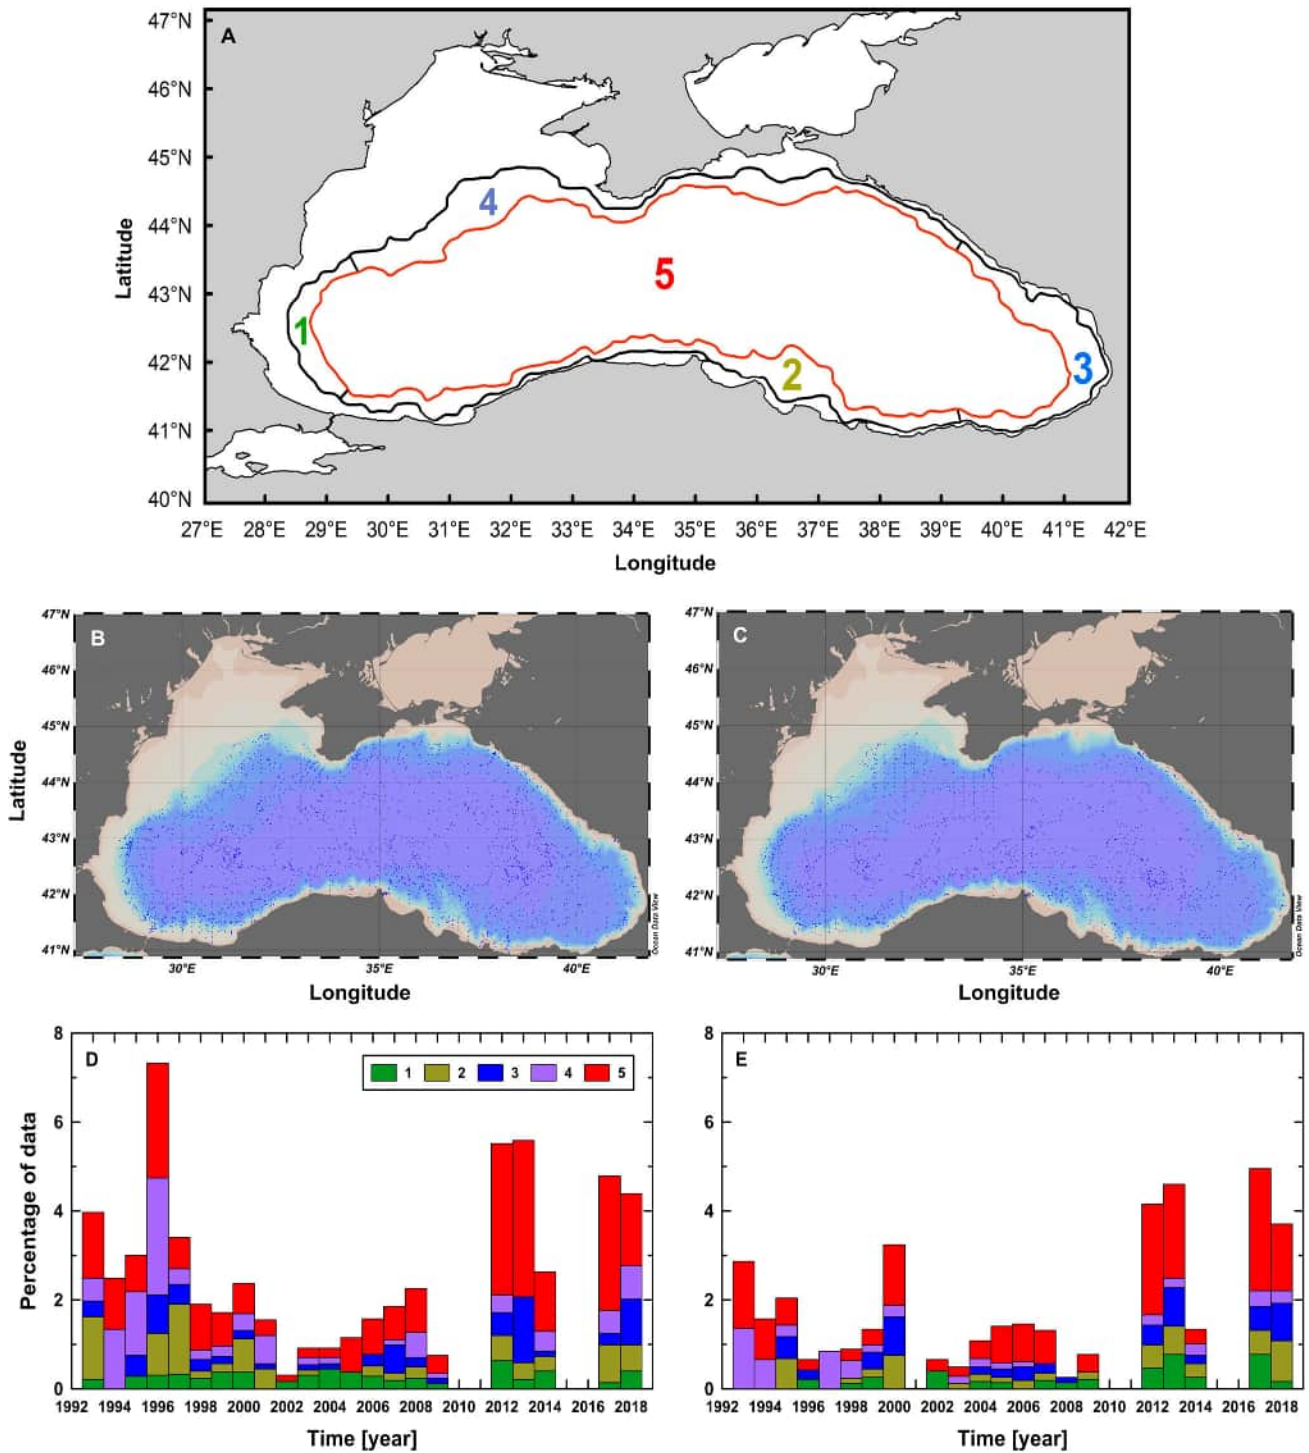 A
47°N
46°N
45°N
44°N
43°N
42°N
41°N
40°N
Latitude
4
5
1
2
3
27°E 28°E 29°E 30°E 31°E 32°E 33°E 34°E 35°E 36°E 37°E 38°E 39°E 40°E 41°E 42°E
Longitude
B
47°N
46°N
45°N
44°N
43°N
42°N
41°N
Latitude
30°E 35°E 40°E
Ocean Data View
Longitude
C
47°N
46°N
45°N
44°N
43°N
42°N
41°N
30°E 35°E 40°E
Ocean Data View
Longitude
D
1 2 3 4 5
8
6
4
2
0
Percentage of data
1992 1994 1996 1998 2000 2002 2004 2006 2008 2010 2012 2014 2016 2018
Time [year]
E
8
6
4
2
0
1992 1994 1996 1998 2000 2002 2004 2006 2008 2010 2012 2014 2016 2018
Time [year]